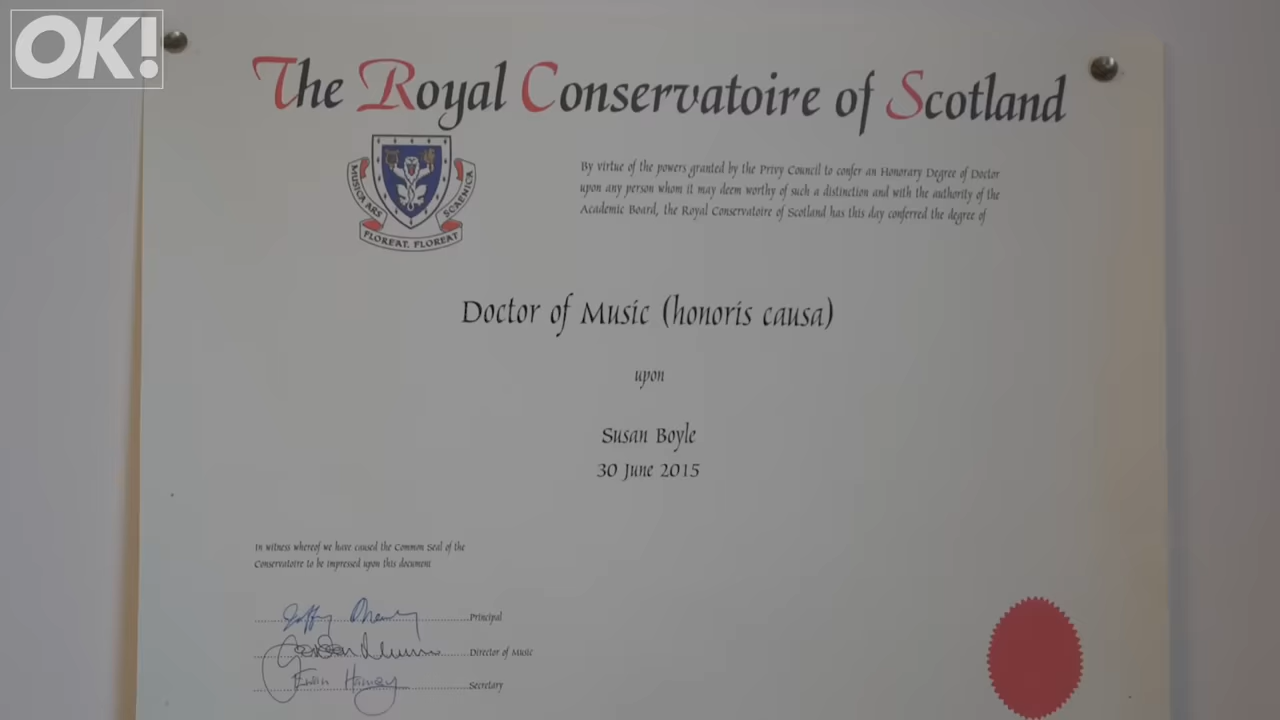 OK!
The Royal Conservatoire of Scotland
MUSICA ARS SCAENICA
FLOREAT, FLOREAT
By virtue of the powers granted by the Privy Council to confer an Honorary Degree of Doctor
upon any person whom it may deem worthy of such a distinction and with the authority of the
Academic Board, the Royal Conservatoire of Scotland has this day conferred the degree of
Doctor of Music (honoris causa)
upon
Susan Boyle
30 June 2015
In witness whereof we have caused the Common Seal of the
Conservatoire to be impressed upon this document
Principal
Director of Music
Secretary